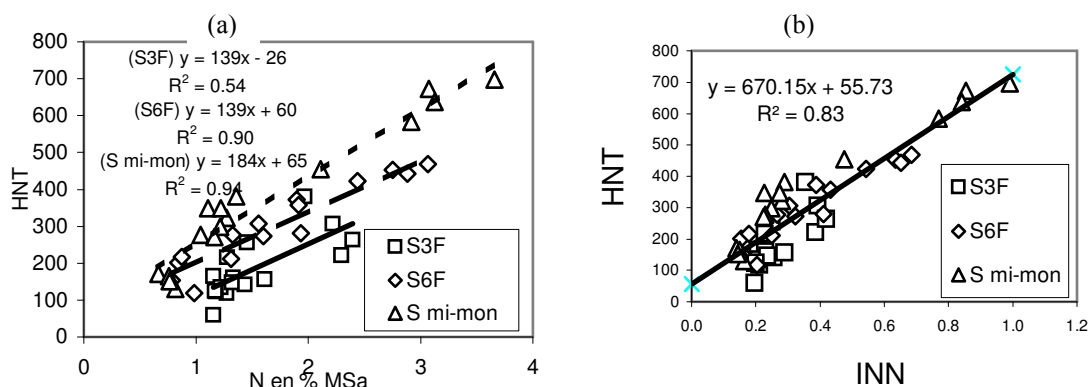 (a)
(S3F) y = 139x - 26
R² = 0.54
(S6F) y = 139x + 60
R² = 0.90
(S mi-mon) y = 184x + 65
R² = 0.94
HNT
800
700
600
500
400
300
200
100
0
S3F
S6F
S mi-mon
0 1 2 3 4
N en % MSa
(b)
y = 670.15x + 55.73
R² = 0.83
HNT
800
700
600
500
400
300
200
100
0
S3F
S6F
S mi-mon
0.0 0.2 0.4 0.6 0.8 1.0 1.2
INN